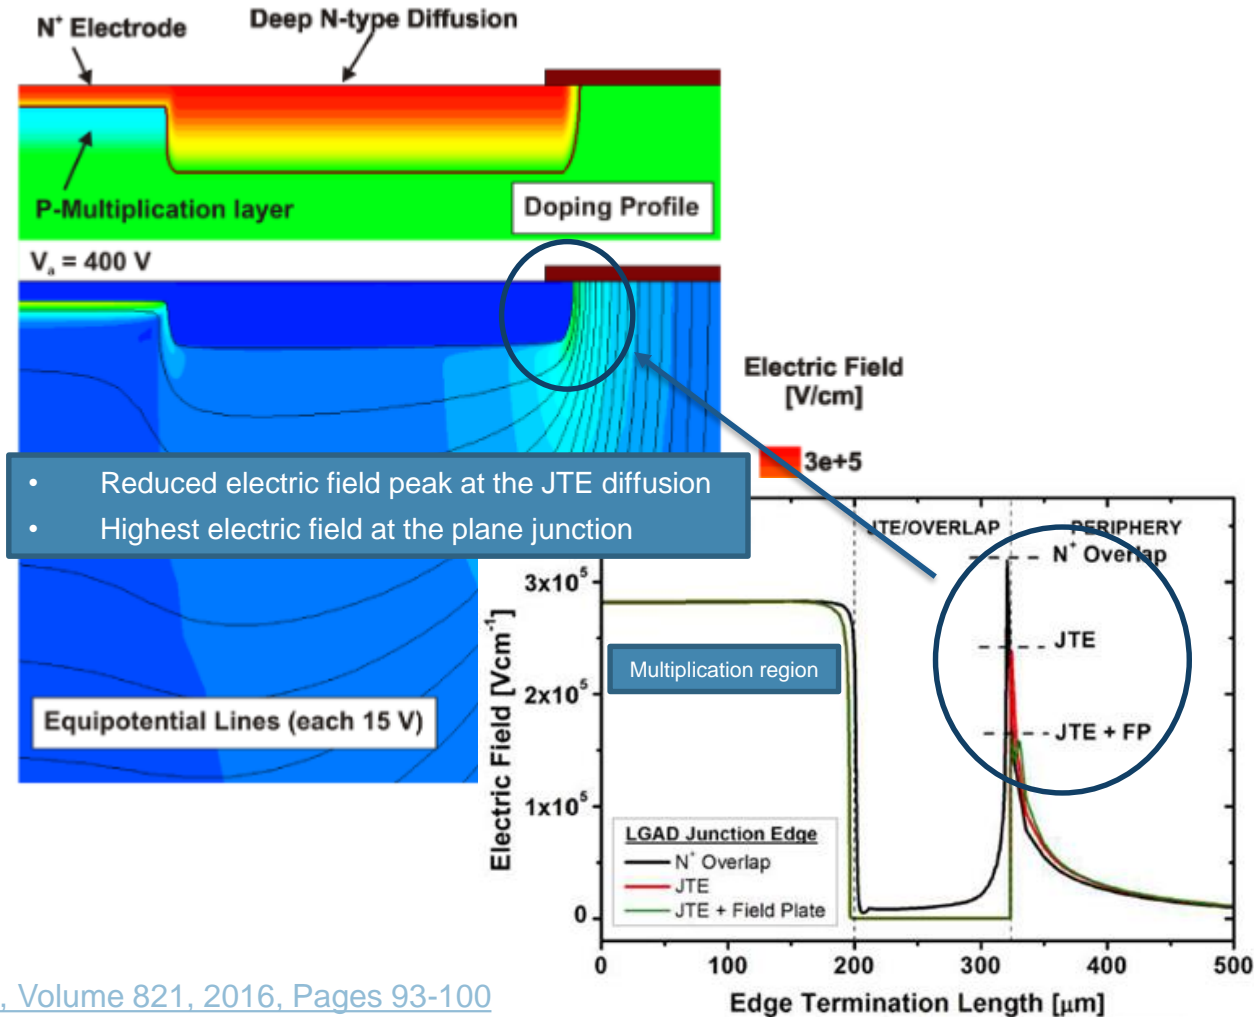 N⁺ Electrode
Deep N-type Diffusion
P-Multiplication layer
Doping Profile
Vₐ = 400 V
Electric Field
[V/cm]
3e+5
• Reduced electric field peak at the JTE diffusion
• Highest electric field at the plane junction
JTE/OVERLAP
PERIPHERY
N⁺ Overlap
3x10⁵
JTE
Multiplication region
2x10⁵
Equipotential Lines (each 15 V)
JTE + FP
1x10⁵
LGAD Junction Edge
N⁺ Overlap
JTE
JTE + Field Plate
0
Electric Field [Vcm⁻¹]
0 100 200 300 400 500
Edge Termination Length [μm]
, Volume 821, 2016, Pages 93-100